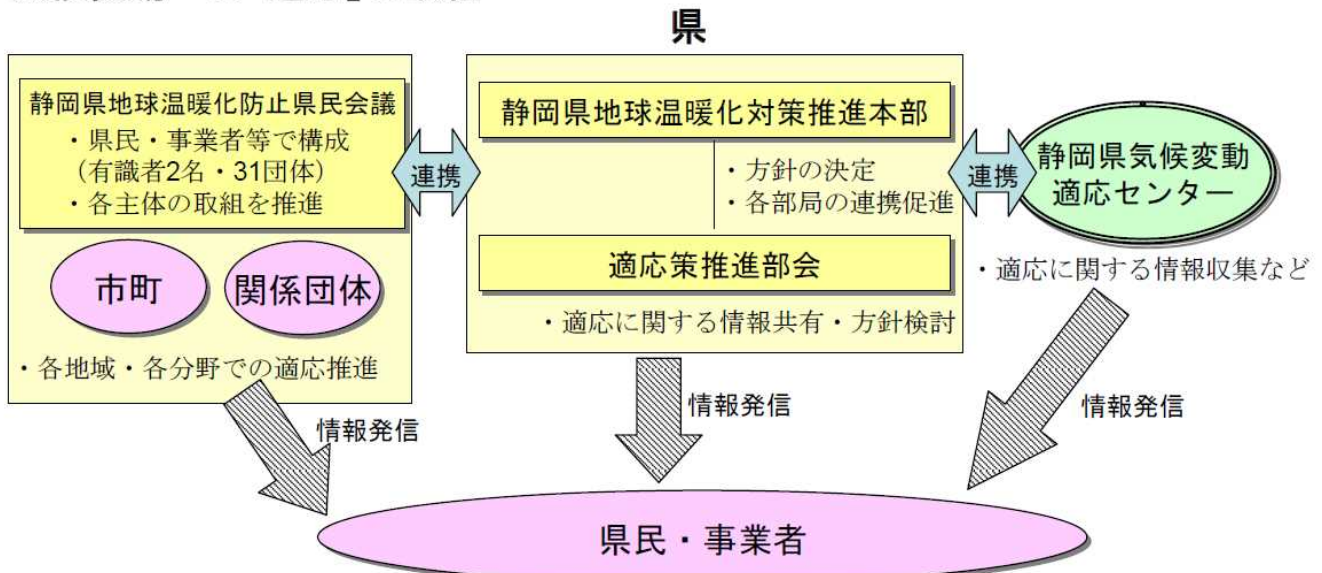 県
静岡県地球温暖化防止県民会議
・県民・事業者等で構成
(有識者2名・31団体)
・各主体の取組を推進
市町
関係団体
・各地域・各分野での適応推進
連携
静岡県地球温暖化対策推進本部
・方針の決定
・各部局の連携促進
適応策推進部会
・適応に関する情報共有・方針検討
連携
静岡県気候変動
適応センター
・適応に関する情報収集など
情報発信
情報発信
情報発信
県民・事業者